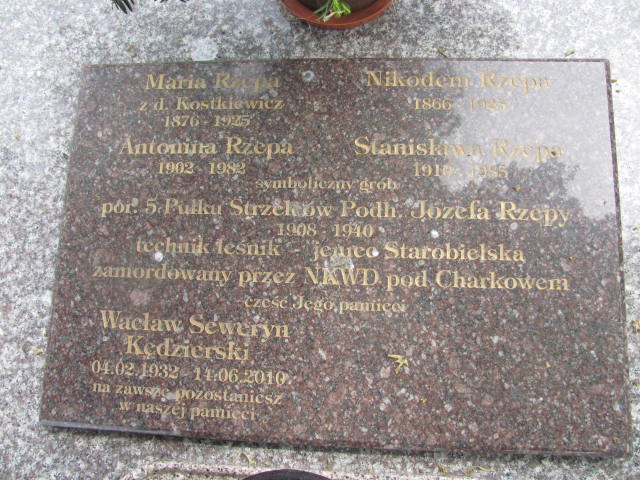 Maria Rzepa
z d. Kostkiewicz
1876 - 1925
Nikodem Rzepa
1866 - 1925
Antonina Rzepa
1902 - 1982
Stanisława Rzepa
1910 - 1985
symboliczny grób
por. 5 Pułku Strzelców Podh. Józefa Rzepy
1908 - 1940
technik leśnik - jeniec Starobielska
zamordowany przez NKWD pod Charkowem
cześć Jego pamięci
Wacław Seweryn
Kędzierski
04.02.1932 - 14.06.2010
na zawsze pozostaniesz
w naszej pamięci